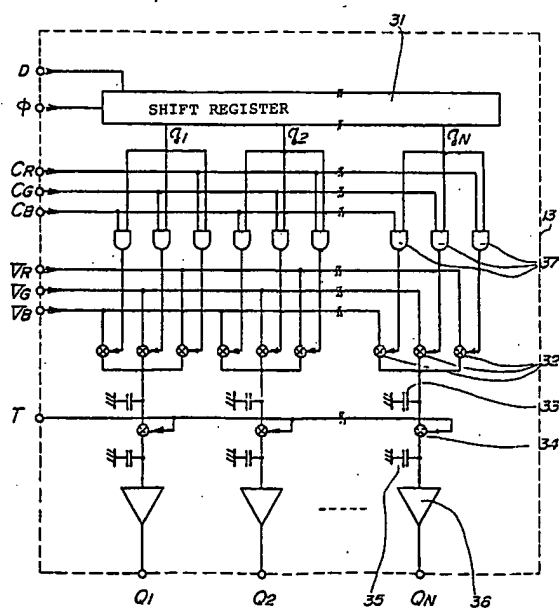 31
D
Φ
SHIFT REGISTER
q1
q2
qN
CR
CG
CB
13
37
VR
VG
VB
32
33
T
34
35
36
Q1
Q2
QN